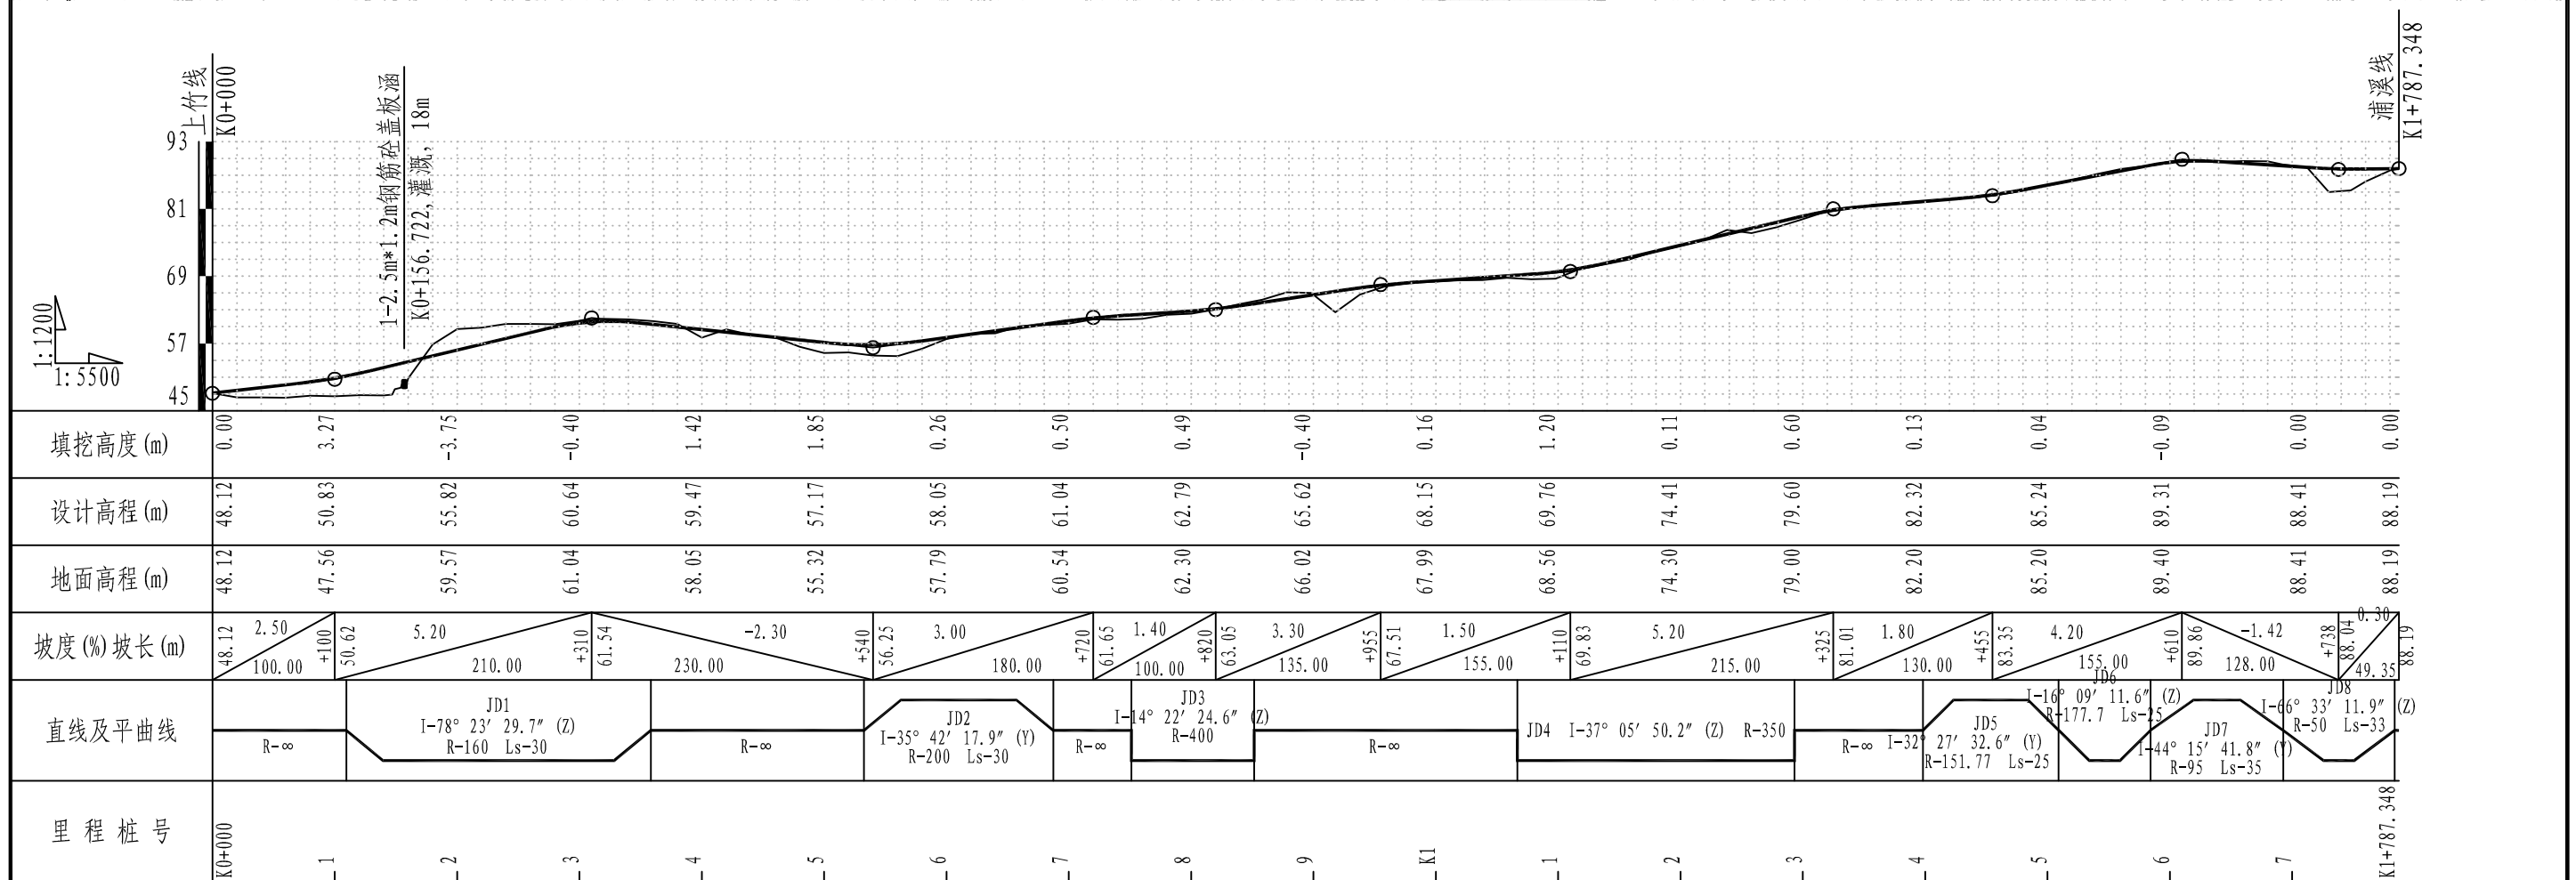 上竹线
K0+000
1-2.5m*1.2m钢筋砼盖板涵
K0+156.722,灌溉, 18m
浦溪线
K1+787.348
93
81
69
57
45
1:1200
1:5500
填挖高度(m) 0.00 3.27 -3.75 -0.40 1.42 1.85 0.26 0.50 0.49 -0.40 0.16 1.20 0.11 0.60 0.13 0.04 -0.09 0.00 0.00
设计高程(m) 48.12 50.83 55.82 60.64 59.47 57.17 58.05 61.04 62.79 65.62 68.15 69.76 74.41 79.60 82.32 85.24 89.31 88.41 88.19
地面高程(m) 48.12 47.56 59.57 61.04 58.05 55.32 57.79 60.54 62.30 66.02 67.99 68.56 74.30 79.00 82.20 85.20 89.40 88.41 88.19
坡度(%)坡长(m)
48.12
2.50
100.00
+100
50.62
5.20
210.00
+310
61.54
-2.30
230.00
+540
56.25
3.00
180.00
+720
61.65
1.40
100.00
+820
63.05
3.30
135.00
+955
67.51
1.50
155.00
+110
69.83
5.20
215.00
+325
81.01
1.80
130.00
+455
83.35
4.20
155.00
+610
89.86
-1.42
128.00
+738
88.04
0.30
49.35
88.19
直线及平曲线
R-∞
JD1
I-78° 23′ 29.7″ (Z)
R-160 Ls-30
R-∞
JD2
I-35° 42′ 17.9″ (Y)
R-200 Ls-30
R-∞
JD3
I-14° 22′ 24.6″ (Z)
R-400
R-∞
JD4 I-37° 05′ 50.2″ (Z) R-350
R-∞
JD5
I-32° 27′ 32.6″ (Y)
R-151.77 Ls-25
JD6
I-16° 09′ 11.6″ (Z)
R-177.7 Ls-25
JD7
I-44° 15′ 41.8″ (Y)
R-95 Ls-35
JD8
I-66° 33′ 11.9″ (Z)
R-50 Ls-33
里程桩号 K0+000 1 2 3 4 5 6 7 8 9 K1 1 2 3 4 5 6 7 K1+787.348